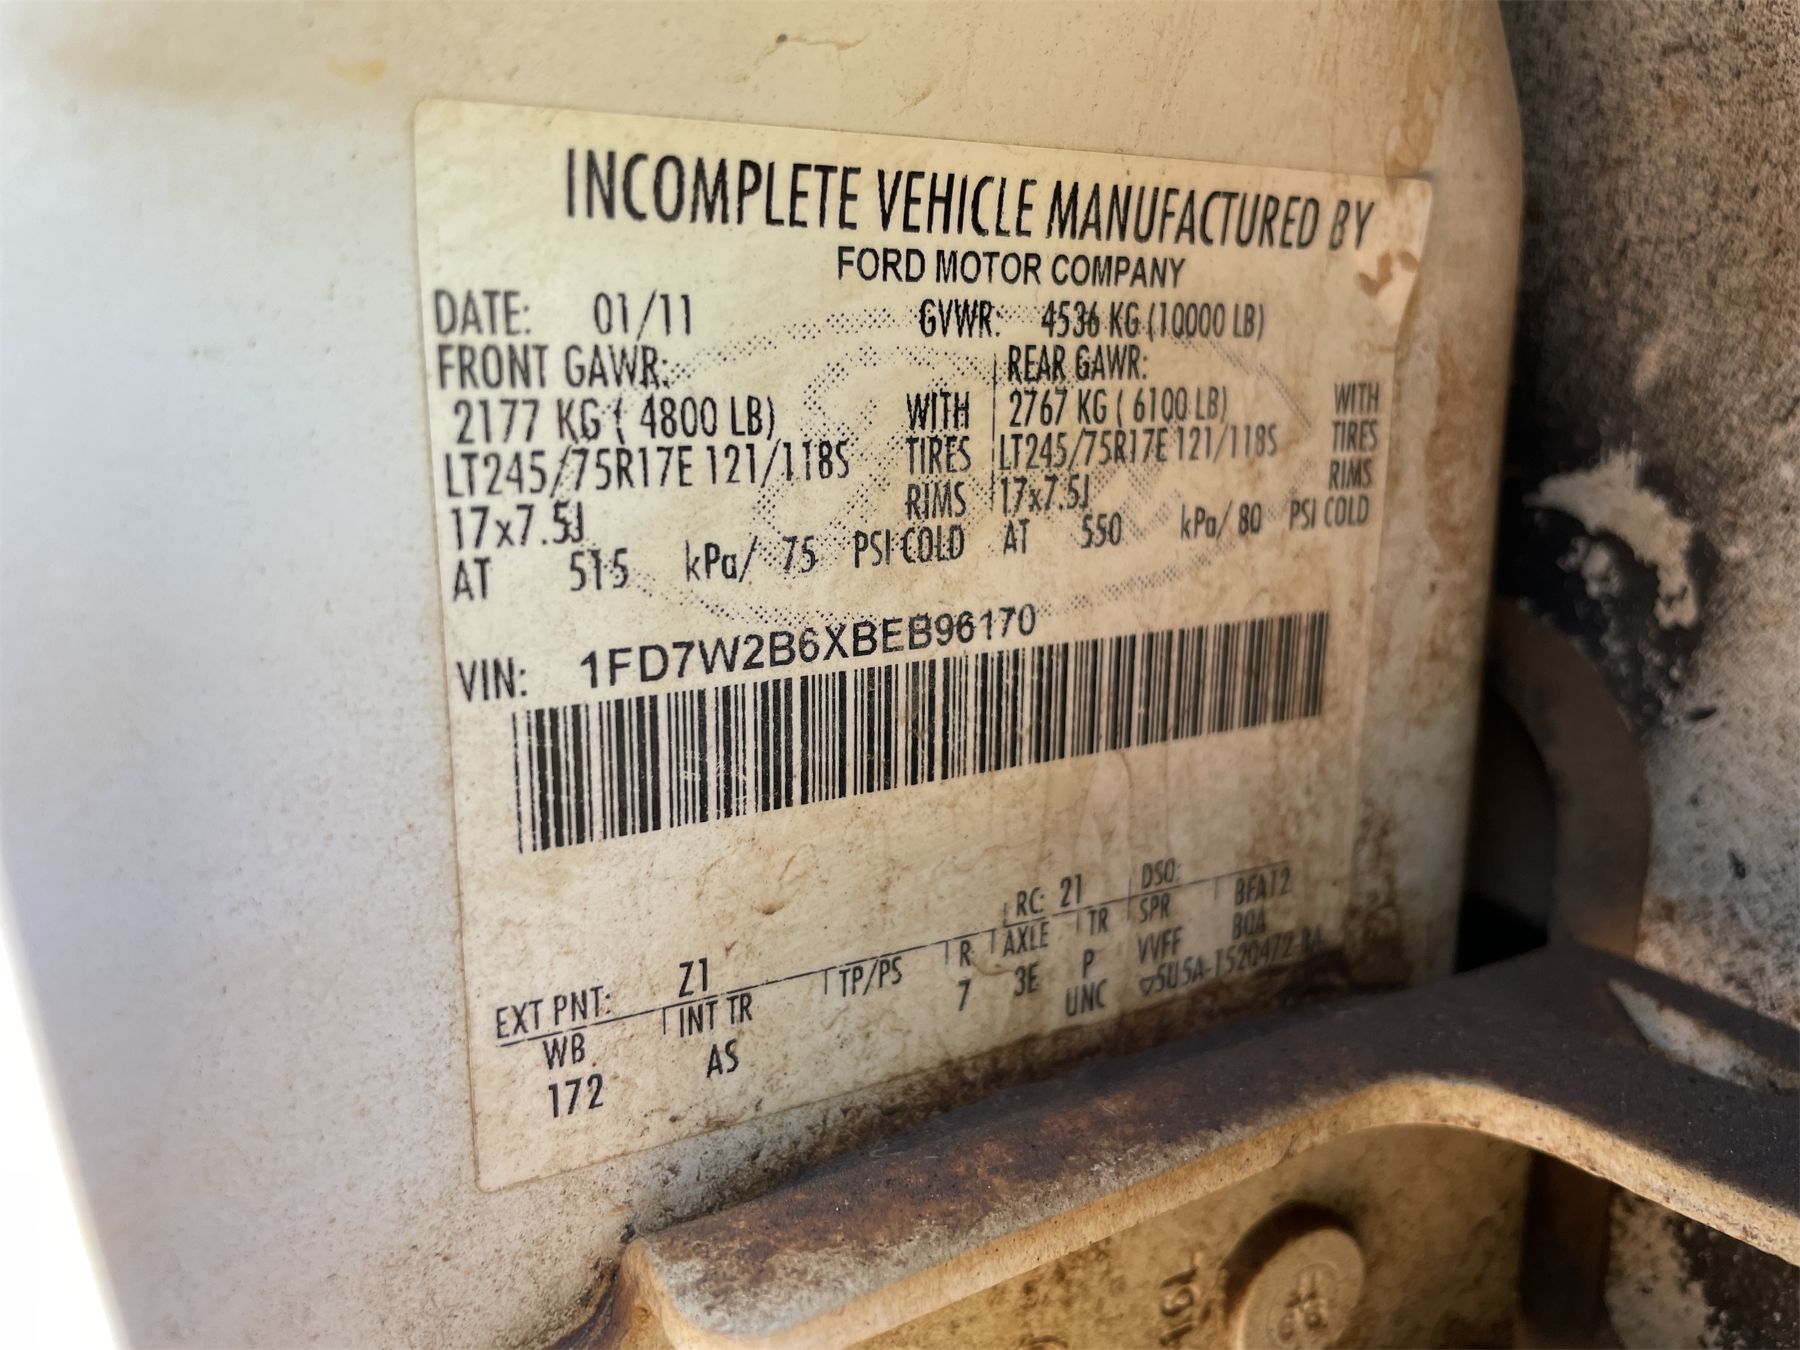 INCOMPLETE VEHICLE MANUFACTURED BY
FORD MOTOR COMPANY
DATE: 01/11 GVWR: 4536 KG (10000 LB)
FRONT GAWR: REAR GAWR:
2177 KG ( 4800 LB) WITH 2767 KG ( 6100 LB) WITH
LT245/75R17E 121/118S TIRES LT245/75R17E 121/118S TIRES
17x7.5J RIMS 17x7.5J RIMS
AT 515 kPa/ 75 PSI COLD AT 550 kPa/ 80 PSI COLD
VIN: 1FD7W2B6XBEB96170
EXT PNT: Z1 RC: 21 DSO:
WB INT TR TP/PS R AXLE TR SPR BFA12
172 AS 7 3E P VVFF BOA
UNC 5U5A-1520472-BA